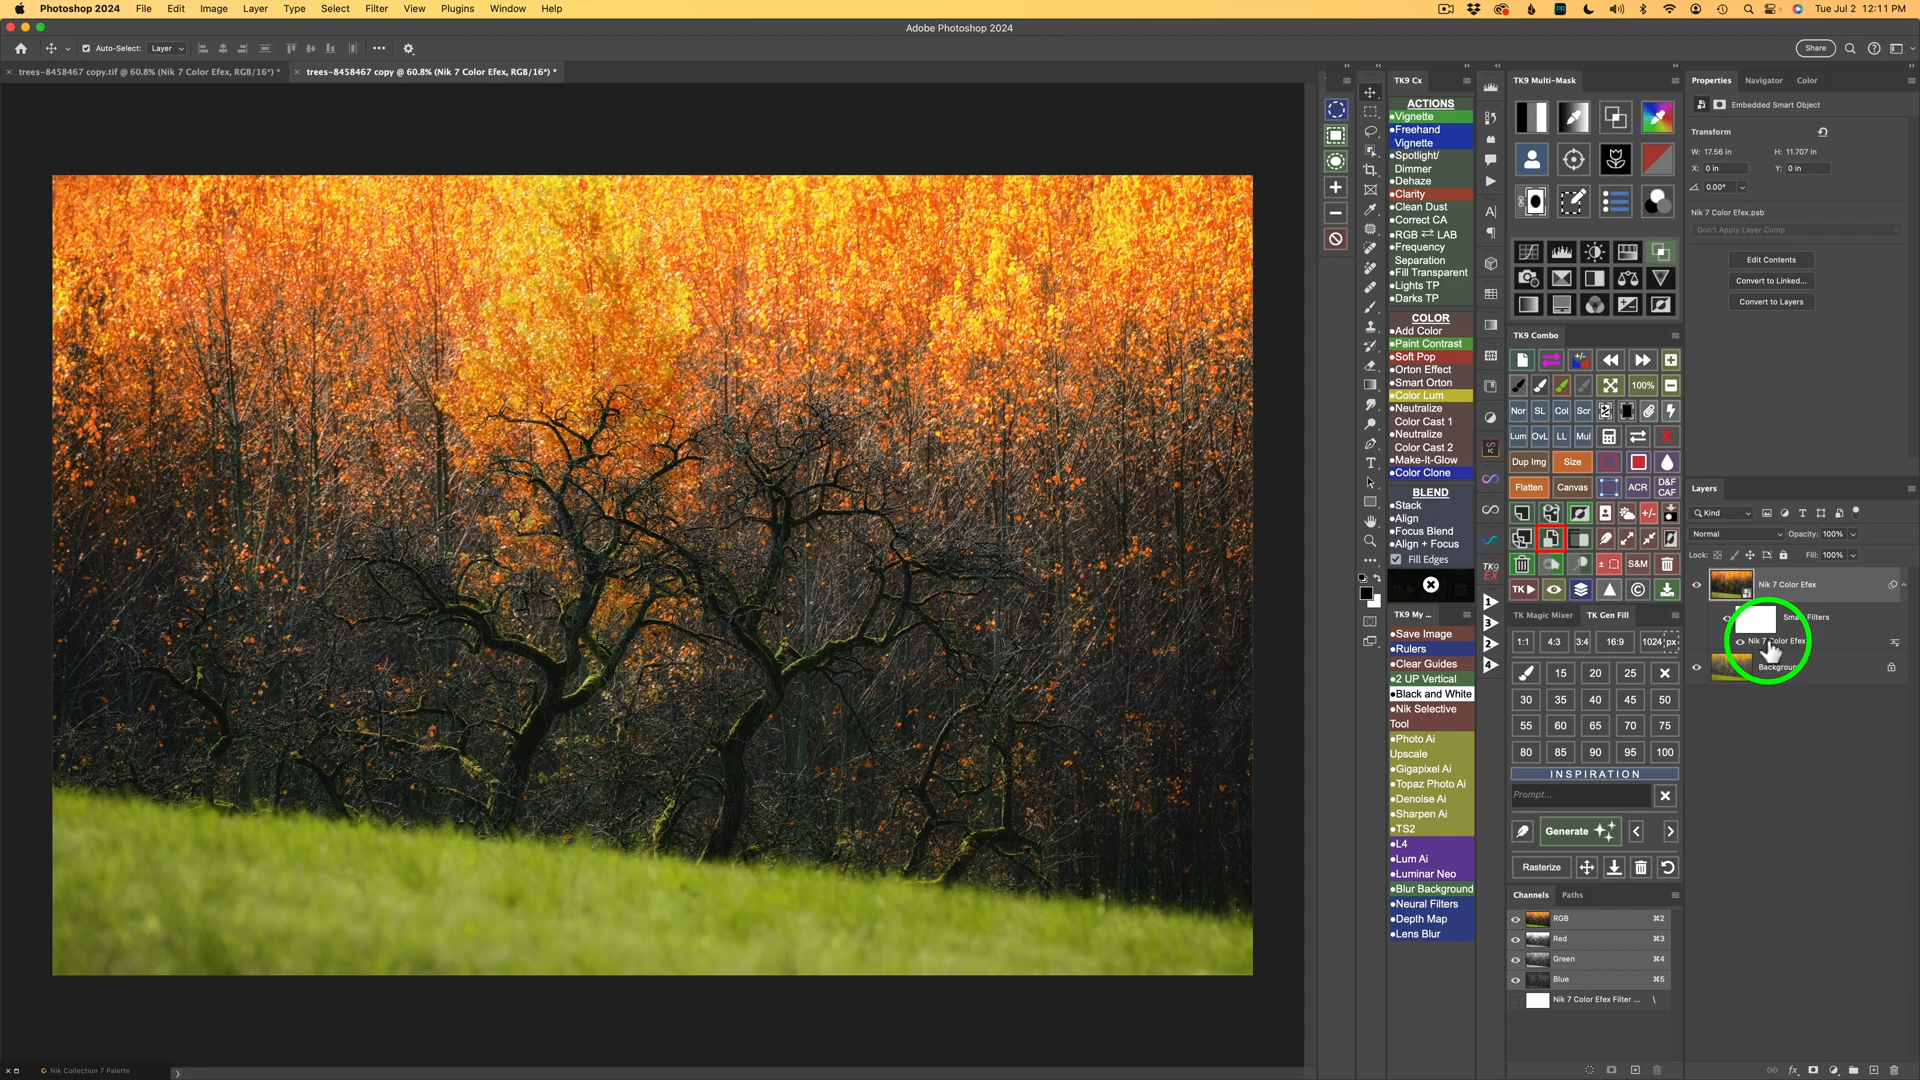 Photoshop 2024 File Edit Image Layer Type Select Filter View Plugins Window Help
Tue Jul 2 12:11 PM
Adobe Photoshop 2024
Auto-Select: Layer
Share
trees-8458467 copy.tif @ 60.8% (Nik 7 Color Efex, RGB/16*) *
trees-8458467 copy @ 60.8% (Nik 7 Color Efex, RGB/16*) *
TK9 Cx
ACTIONS
Vignette
Freehand
Vignette
Spotlight/
Dimmer
Dehaze
Clarity
Clean Dust
Correct CA
RGB ⇄ LAB
Frequency
Separation
Fill Transparent
Lights TP
Darks TP
COLOR
Add Color
Paint Contrast
Soft Pop
Orton Effect
Smart Orton
Color Lum
Neutralize
Color Cast 1
Neutralize
Color Cast 2
Make-It-Glow
Color Clone
BLEND
Stack
Align
Focus Blend
Align + Focus
Fill Edges
TK9 My ...
Save Image
Rulers
Clear Guides
2 UP Vertical
Black and White
Nik Selective
Tool
Photo Ai
Upscale
Gigapixel Ai
Topaz Photo Ai
Denoise Ai
Sharpen Ai
TS2
L4
Lum Ai
Luminar Neo
Blur Background
Neural Filters
Depth Map
Lens Blur
TK9
EX
1
3
2
4
TK9 Multi-Mask
TK9 Combo
100%
Nor SL Col Scr
Lum OvL LL Mul
Dup Img Size
Flatten Canvas ACR D&F
CAF
S&M
TK
TK Magic Mixer TK Gen Fill
1:1 4:3 3:4 16:9 1024 px
15 20 25
30 35 40 45 50
55 60 65 70 75
80 85 90 95 100
INSPIRATION
Prompt...
Generate
Rasterize
Channels Paths
RGB ⌘2
Red ⌘3
Green ⌘4
Blue ⌘5
Nik 7 Color Efex Filter ... \
Properties Navigator Color
Embedded Smart Object
Transform
W: 17.56 in H: 11.707 in
X: 0 in Y: 0 in
0.00°
Nik 7 Color Efex.psb
Don't Apply Layer Comp
Edit Contents
Convert to Linked...
Convert to Layers
Layers
Kind
Normal Opacity: 100%
Lock: Fill: 100%
Nik 7 Color Efex
Filters
Nik 7 Color Efex
Nik Collection 7 Palette